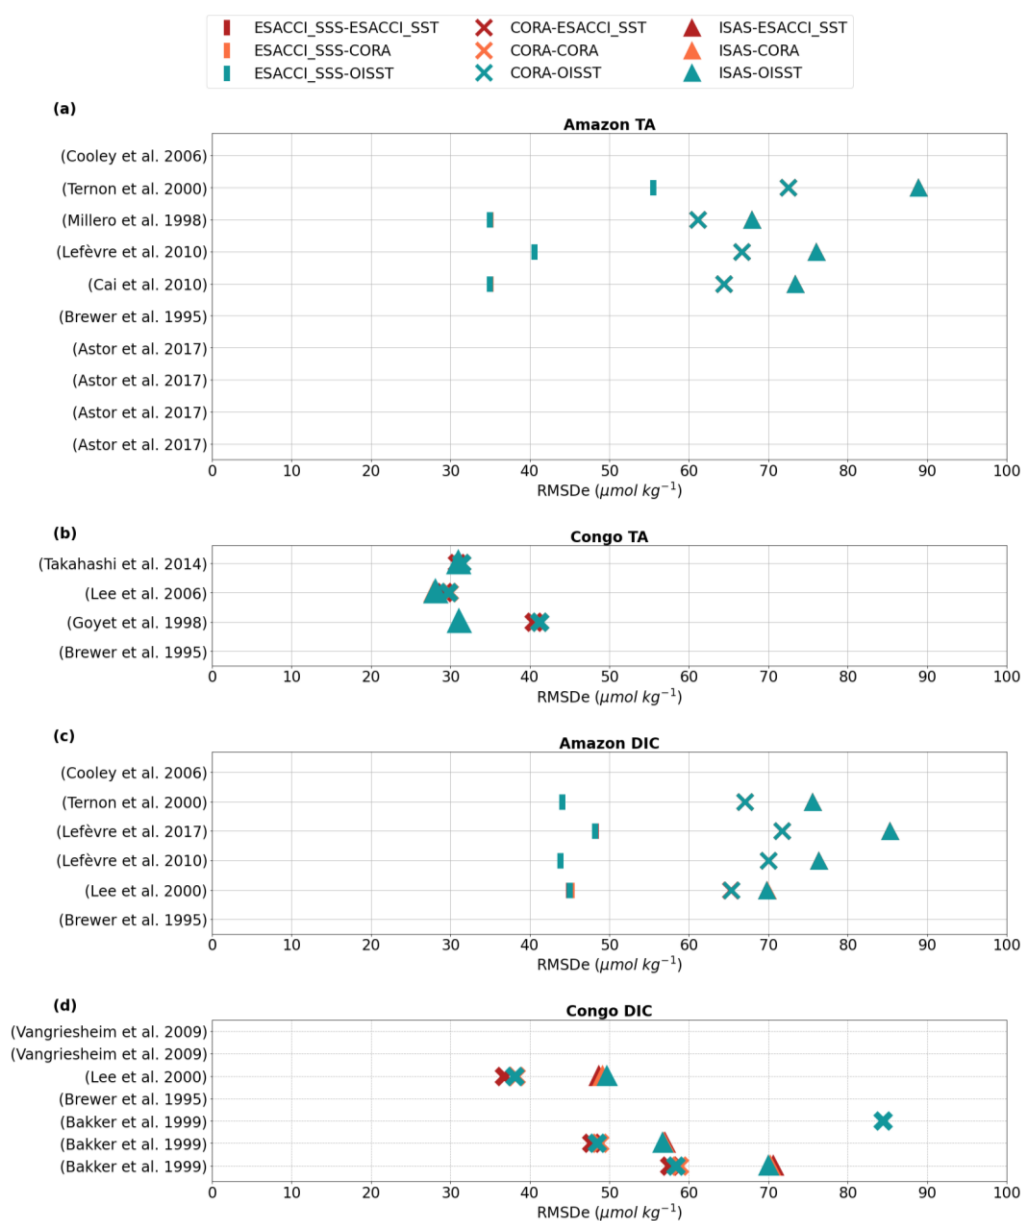 ESACCI_SSS-ESACCI_SST CORA-ESACCI_SST ISAS-ESACCI_SST
ESACCI_SSS-CORA CORA-CORA ISAS-CORA
ESACCI_SSS-OISST CORA-OISST ISAS-OISST
(a)
Amazon TA
(Cooley et al. 2006)
(Ternon et al. 2000)
(Millero et al. 1998)
(Lefèvre et al. 2010)
(Cai et al. 2010)
(Brewer et al. 1995)
(Astor et al. 2017)
(Astor et al. 2017)
(Astor et al. 2017)
(Astor et al. 2017)
0 10 20 30 40 50 60 70 80 90 100
RMSDe (μmol kg⁻¹)
(b)
Congo TA
(Takahashi et al. 2014)
(Lee et al. 2006)
(Goyet et al. 1998)
(Brewer et al. 1995)
0 10 20 30 40 50 60 70 80 90 100
RMSDe (μmol kg⁻¹)
(c)
Amazon DIC
(Cooley et al. 2006)
(Ternon et al. 2000)
(Lefèvre et al. 2017)
(Lefèvre et al. 2010)
(Lee et al. 2000)
(Brewer et al. 1995)
0 10 20 30 40 50 60 70 80 90 100
RMSDe (μmol kg⁻¹)
(d)
Congo DIC
(Vangriesheim et al. 2009)
(Vangriesheim et al. 2009)
(Lee et al. 2000)
(Brewer et al. 1995)
(Bakker et al. 1999)
(Bakker et al. 1999)
(Bakker et al. 1999)
0 10 20 30 40 50 60 70 80 90 100
RMSDe (μmol kg⁻¹)